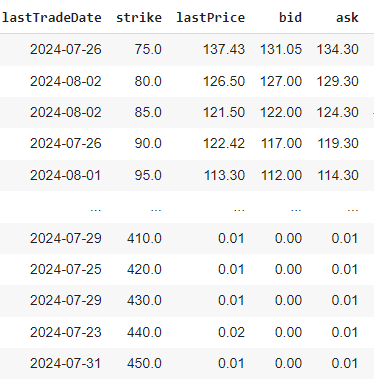 lastTradeDate strike lastPrice bid ask
2024-07-26 75.0 137.43 131.05 134.30
2024-08-02 80.0 126.50 127.00 129.30
2024-08-02 85.0 121.50 122.00 124.30
2024-07-26 90.0 122.42 117.00 119.30
2024-08-01 95.0 113.30 112.00 114.30
... ... ... ... ...
2024-07-29 410.0 0.01 0.00 0.01
2024-07-25 420.0 0.01 0.00 0.01
2024-07-29 430.0 0.01 0.00 0.01
2024-07-23 440.0 0.02 0.00 0.01
2024-07-31 450.0 0.01 0.00 0.01